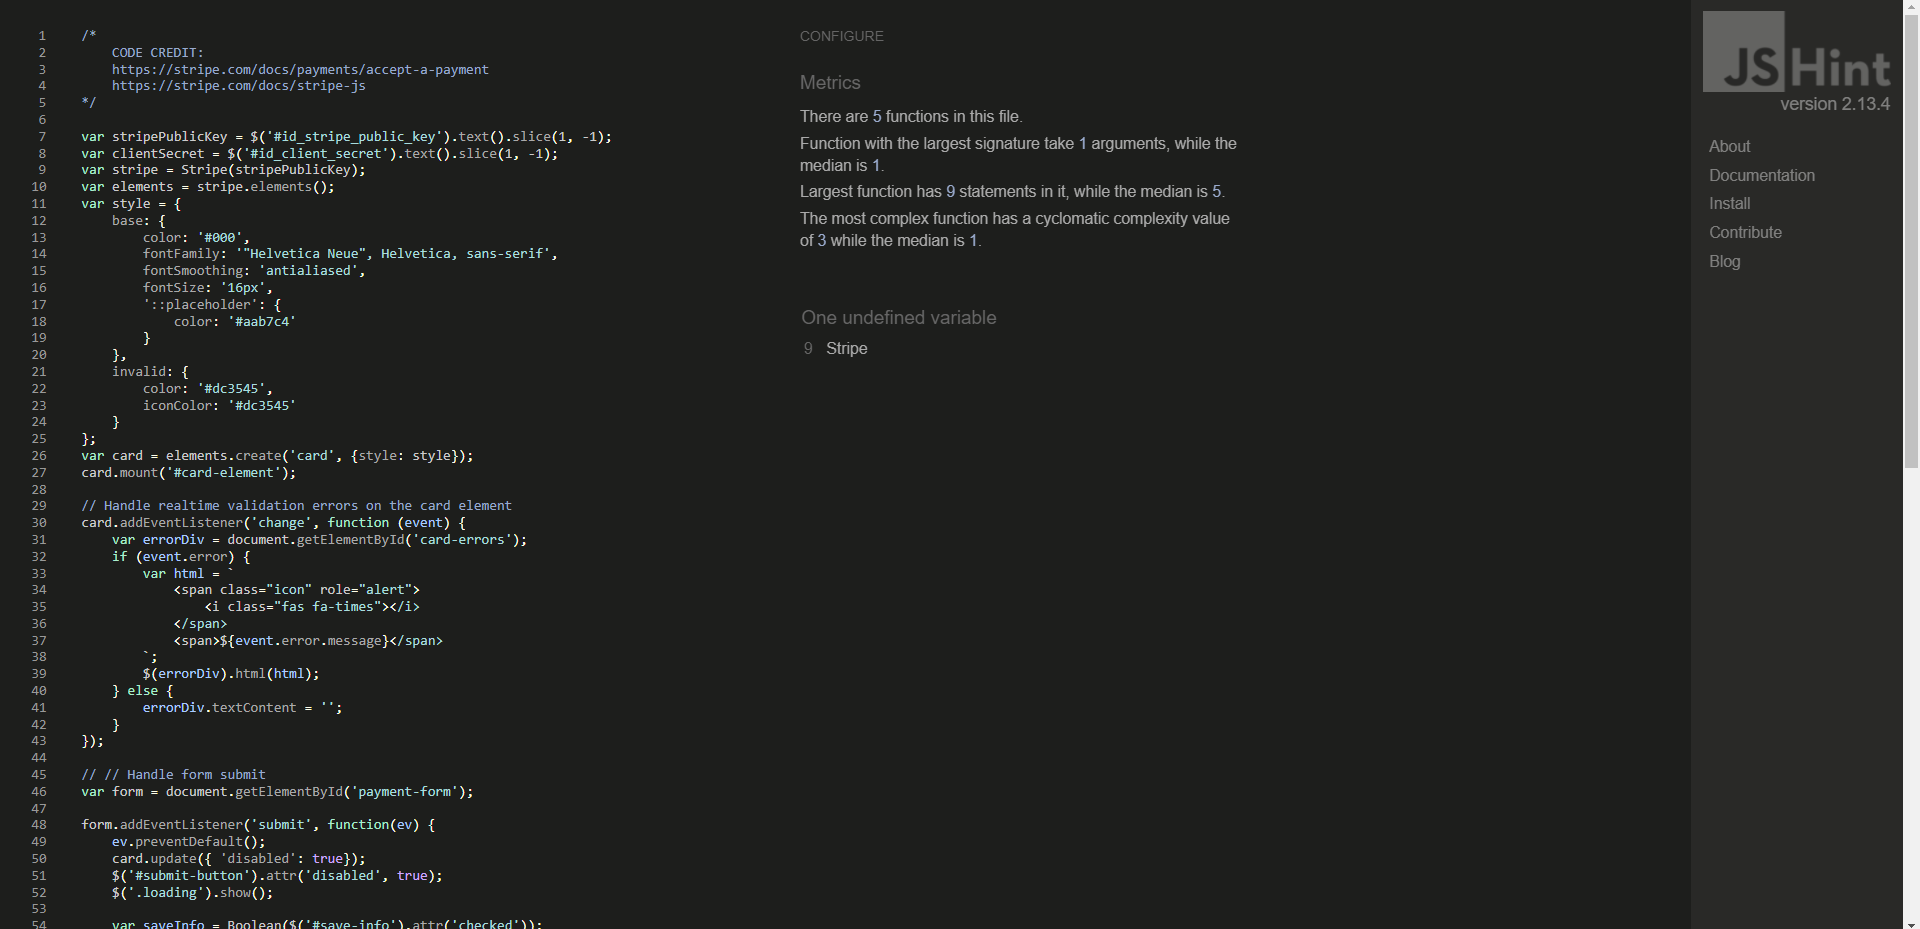 1 /*
2 CODE CREDIT:
3 https://stripe.com/docs/payments/accept-a-payment
4 https://stripe.com/docs/stripe-js
5 */
6
7 var stripePublicKey = $('#id_stripe_public_key').text().slice(1, -1);
8 var clientSecret = $('#id_client_secret').text().slice(1, -1);
9 var stripe = Stripe(stripePublicKey);
10 var elements = stripe.elements();
11 var style = {
12 base: {
13 color: '#000',
14 fontFamily: '"Helvetica Neue", Helvetica, sans-serif',
15 fontSmoothing: 'antialiased',
16 fontSize: '16px',
17 '::placeholder': {
18 color: '#aab7c4'
19 }
20 },
21 invalid: {
22 color: '#dc3545',
23 iconColor: '#dc3545'
24 }
25 };
26 var card = elements.create('card', {style: style});
27 card.mount('#card-element');
28
29 // Handle realtime validation errors on the card element
30 card.addEventListener('change', function (event) {
31 var errorDiv = document.getElementById('card-errors');
32 if (event.error) {
33 var html = `
34 <span class="icon" role="alert">
35 <i class="fas fa-times"></i>
36 </span>
37 <span>${event.error.message}</span>
38 `;
39 $(errorDiv).html(html);
40 } else {
41 errorDiv.textContent = '';
42 }
43 });
44
45 // // Handle form submit
46 var form = document.getElementById('payment-form');
47
48 form.addEventListener('submit', function(ev) {
49 ev.preventDefault();
50 card.update({ 'disabled': true});
51 $('#submit-button').attr('disabled', true);
52 $('.loading').show();
53
54 var saveInfo = Boolean($('#save-info').attr('checked'));
CONFIGURE
Metrics
There are 5 functions in this file.
Function with the largest signature take 1 arguments, while the
median is 1.
Largest function has 9 statements in it, while the median is 5.
The most complex function has a cyclomatic complexity value
of 3 while the median is 1.
One undefined variable
9 Stripe
JSHint
version 2.13.4
About
Documentation
Install
Contribute
Blog